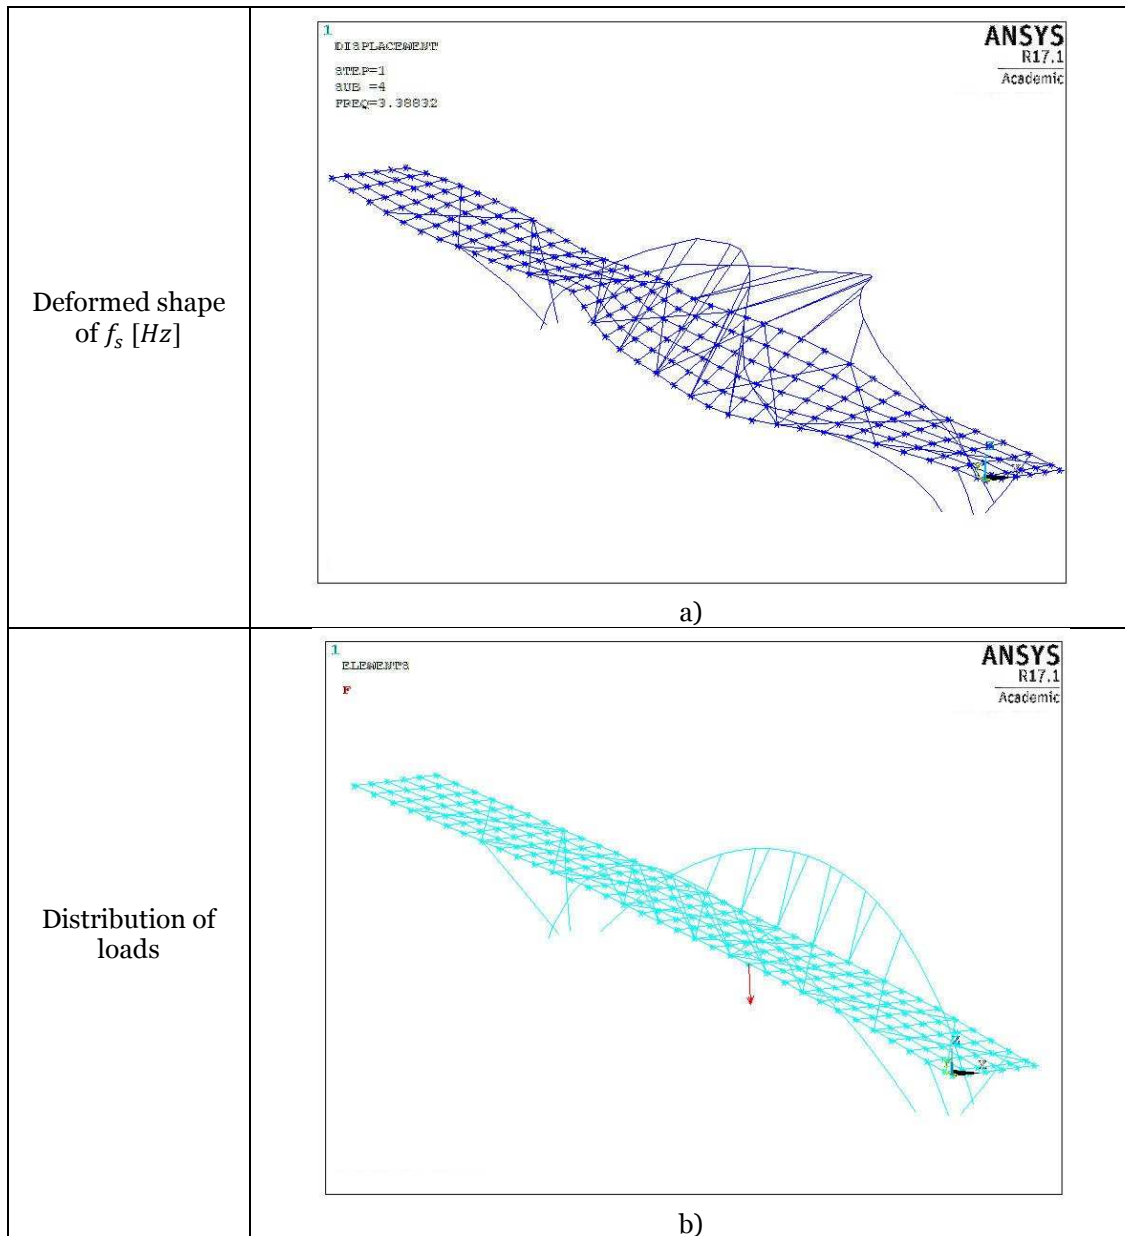 Deformed shape
of f_s [Hz]
1
DISPLACEMENT
STEP=1
SUB =4
FREQ=3.38832
ANSYS
R17.1
Academic
a)
Distribution of
loads
1
ELEMENTS
F
ANSYS
R17.1
Academic
Z
X
b)